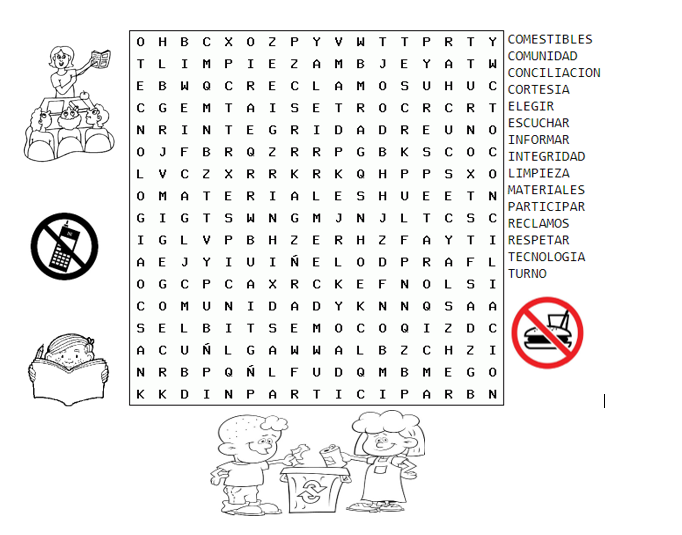 O H B C X O Z P Y V W T T P R T Y
T L I M P I E Z A M B J E Y A T W
E B W Q C R E C L A M O S U H U C
C G E M T A I S E T R O C R C R T
N R I N T E G R I D A D R E U N O
O J F B R Q Z R R P G B K S C O C
L V C Z X R R K R K Q H P P S X O
O M A T E R I A L E S H U E E T N
G I G T S W N G M J N J L T C S C
I G L V P B H Z E R H Z F A Y T I
A E J Y I U I Ñ E L O D P R A F L
O G C P C A X R C K E F N O L S I
C O M U N I D A D Y K N N Q S A A
S E L B I T S E M O C O Q I Z D C
A C U Ñ L G A W W A L B Z C H Z I
N R B P Q Ñ L F U D Q M B M E G O
K K D I N P A R T I C I P A R B N
COMESTIBLES
COMUNIDAD
CONCILIACION
CORTESIA
ELEGIR
ESCUCHAR
INFORMAR
INTEGRIDAD
LIMPIEZA
MATERIALES
PARTICIPAR
RECLAMOS
RESPETAR
TECNOLOGIA
TURNO